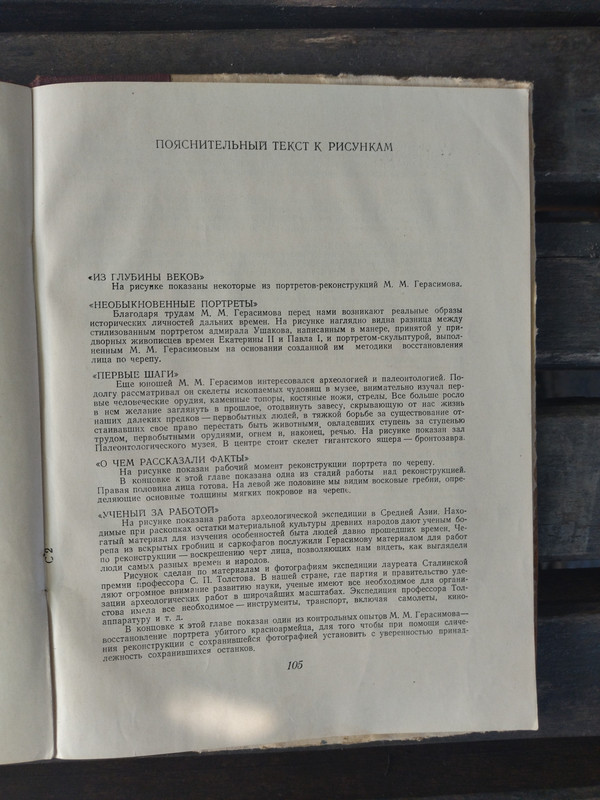 ПОЯСНИТЕЛЬНЫЙ ТЕКСТ К РИСУНКАМ
«ИЗ ГЛУБИНЫ ВЕКОВ»
На рисунке показаны некоторые из портретов-реконструкций М. М. Герасимова.
«НЕОБЫКНОВЕННЫЕ ПОРТРЕТЫ»
Благодаря трудам М. М. Герасимова перед нами возникают реальные образы
исторических личностей дальних времен. На рисунке наглядно видна разница между
стилизованным портретом адмирала Ушакова, написанным в манере, принятой у при-
дворных живописцев времен Екатерины II и Павла I, и портретом-скульптурой, выпол-
ненным М. М. Герасимовым на основании созданной им методики восстановления
лица по черепу.
«ПЕРВЫЕ ШАГИ»
Еще юношей М. М. Герасимов интересовался археологией и палеонтологией. По-
долгу рассматривал он скелеты ископаемых чудовищ в музее, внимательно изучал пер-
вые человеческие орудия, каменные топоры, костяные ножи, стрелы. Все больше росло
в нем желание заглянуть в прошлое, отодвинуть завесу, скрывающую от нас жизнь
наших далеких предков — первобытных людей, в тяжкой борьбе за существование от-
стаивавших свое право перестать быть животными, овладевших ступень за ступенью
трудом, первобытными орудиями, огнем и, наконец, речью. На рисунке показан зал
Палеонтологического музея. В центре стоит скелет гигантского ящера — бронтозавра.
«О ЧЕМ РАССКАЗАЛИ ФАКТЫ»
На рисунке показан рабочий момент реконструкции портрета по черепу.
В концовке к этой главе показана одна из стадий работы над реконструкцией.
Правая половина лица готова. На левой же половине мы видим восковые гребни, опре-
деляющие основные толщины мягких покровов на черепе.
«УЧЕНЫЙ ЗА РАБОТОЙ»
На рисунке показана работа археологической экспедиции в Средней Азии. Нахо-
димые при раскопках остатки материальной культуры древних народов дают ученым бо-
гатый материал для изучения особенностей быта людей давно прошедших времен. Че-
репа из вскрытых гробниц и саркофагов послужили Герасимову материалом для работ
по реконструкции — воскрешению черт лица, позволяющих нам видеть, как выглядели
люди самых разных времен и народов.
Рисунок сделан по материалам и фотографиям экспедиции лауреата Сталинской
премии профессора С. П. Толстова. В нашей стране, где партия и правительство уде-
ляют огромное внимание развитию науки, ученые имеют все необходимое для органи-
зации археологических работ в широчайших масштабах. Экспедиция профессора Тол-
стова имела все необходимое — инструменты, транспорт, включая самолеты, кино-
аппаратуру и т. д.
В концовке к этой главе показан один из контрольных опытов М. М. Герасимова —
восстановление портрета убитого красноармейца, для того чтобы при помощи сличе-
ния реконструкции с сохранившейся фотографией установить с уверенностью принад-
лежность сохранившихся останков.
105